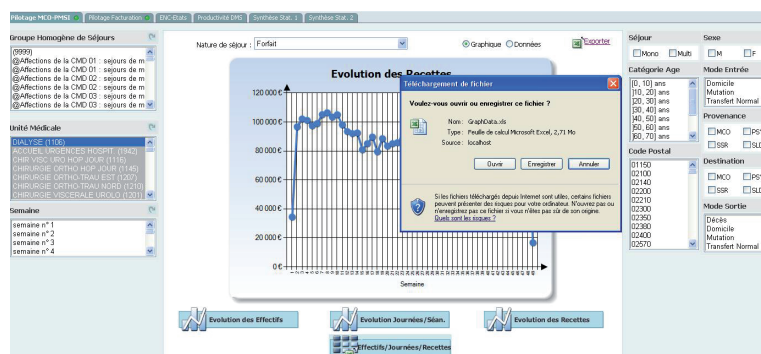 Pilotage MCO-PMSI
Pilotage Facturation
ENC-Etats
Productivité DMS
Synthèse Stat. 1
Synthèse Stat. 2
Groupe Homogène de Séjours
(9999)
@Affections de la CMD 01 : sejours de m
@Affections de la CMD 01 : sejours de m
@Affections de la CMD 02 : sejours de m
@Affections de la CMD 02 : sejours de m
@Affections de la CMD 02 : sejours de m
@Affections de la CMD 03 : sejours de m
Unité Médicale
DIALYSE (1106)
ACCUEIL URGENCES HOSPIT. (1942)
CHIR VISC URO HOP JOUR (1116)
CHIRURGIE ORTHO HOP JOUR (1145)
CHIRURGIE ORTHO-TRAU EST (1207)
CHIRURGIE ORTHO-TRAU NORD (1210)
CHIRURGIE VISCERALE UROLO (1201)
Semaine
semaine n° 1
semaine n° 2
semaine n° 3
semaine n° 4
Nature de séjour : Forfait
Graphique
Données
Exporter
Evolution des Recettes
120 000 €
100 000 €
80 000 €
60 000 €
40 000 €
20 000 €
0 €
Semaine
Téléchargement de fichier
Voulez-vous ouvrir ou enregistrer ce fichier ?
Nom : GraphData.xls
Type : Feuille de calcul Microsoft Excel, 2,71 Mo
Source : localhost
Ouvrir
Enregistrer
Annuler
Si les fichiers téléchargés depuis Internet sont utiles, certains fichiers
peuvent présenter des risques pour votre ordinateur. N'ouvrez pas ou
n'enregistrez pas ce fichier si vous n'êtes pas sûr de son origine.
Quels sont les risques ?
Evolution des Effectifs
Evolution Journées/Séan.
Evolution des Recettes
Effectifs/Journées/Recettes
Séjour
Mono
Multi
Catégorie Age
[0, 10] ans
]10, 20] ans
]20, 30] ans
]30, 40] ans
]40, 50] ans
]50, 60] ans
]60, 70] ans
Code Postal
01150
02100
02140
02200
02210
02300
02350
02380
02400
02570
Sexe
M
F
Mode Entrée
Domicile
Mutation
Transfert Normal
Provenance
MCO
PSY
SSR
SLD
Destination
MCO
PSY
SSR
SLD
Mode Sortie
Décès
Domicile
Mutation
Transfert Normal